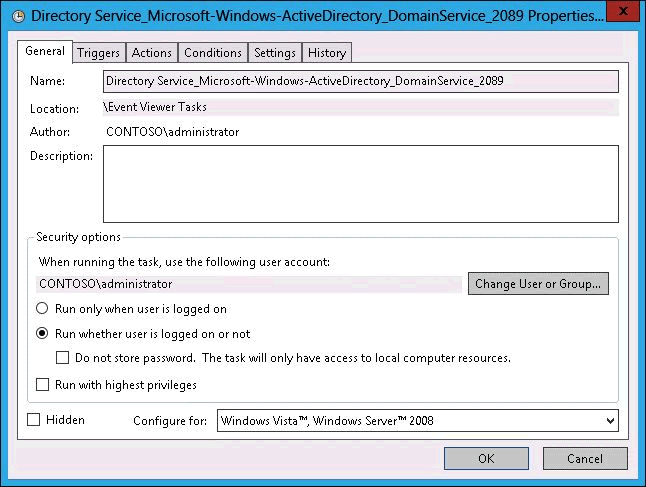 Directory Service_Microsoft-Windows-ActiveDirectory_DomainService_2089 Properties...
x
General Triggers Actions Conditions Settings History
Name: Directory Service_Microsoft-Windows-ActiveDirectory_DomainService_2089
Location: \Event Viewer Tasks
Author: CONTOSO\administrator
Description:
Security options
When running the task, use the following user account:
CONTOSO\administrator Change User or Group...
Run only when user is logged on
Run whether user is logged on or not
Do not store password. The task will only have access to local computer resources.
Run with highest privileges
Hidden Configure for: Windows Vista™, Windows Server™ 2008
OK Cancel